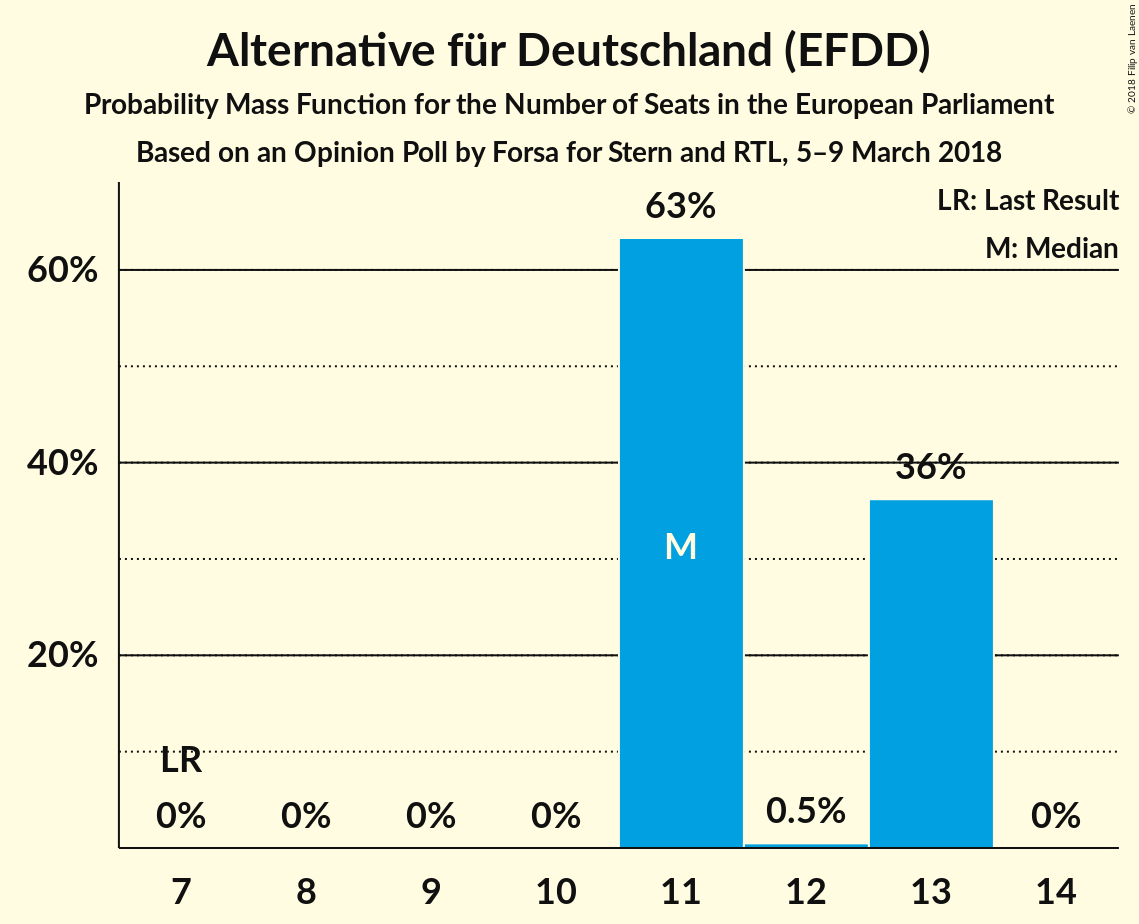 Alternative für Deutschland (EFDD)
Probability Mass Function for the Number of Seats in the European Parliament
Based on an Opinion Poll by Forsa for Stern and RTL, 5–9 March 2018
© 2018 Filip van Laenen
LR: Last Result
M: Median
63%
60%
40%
36%
M
20%
LR
0% 0% 0% 0% 0.5% 0%
7 8 9 10 11 12 13 14